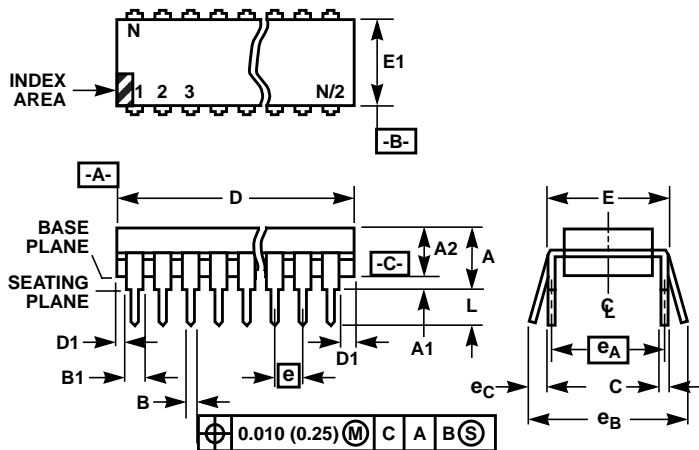 N
E1
INDEX
AREA
1 2 3 N/2
-B-
-A-
D
E
BASE
PLANE
A2
A
-C-
SEATING
PLANE
L
C
L
D1
A1
D1
eA
B1
e
eC
C
B
eB
0.010 (0.25) M C A B S